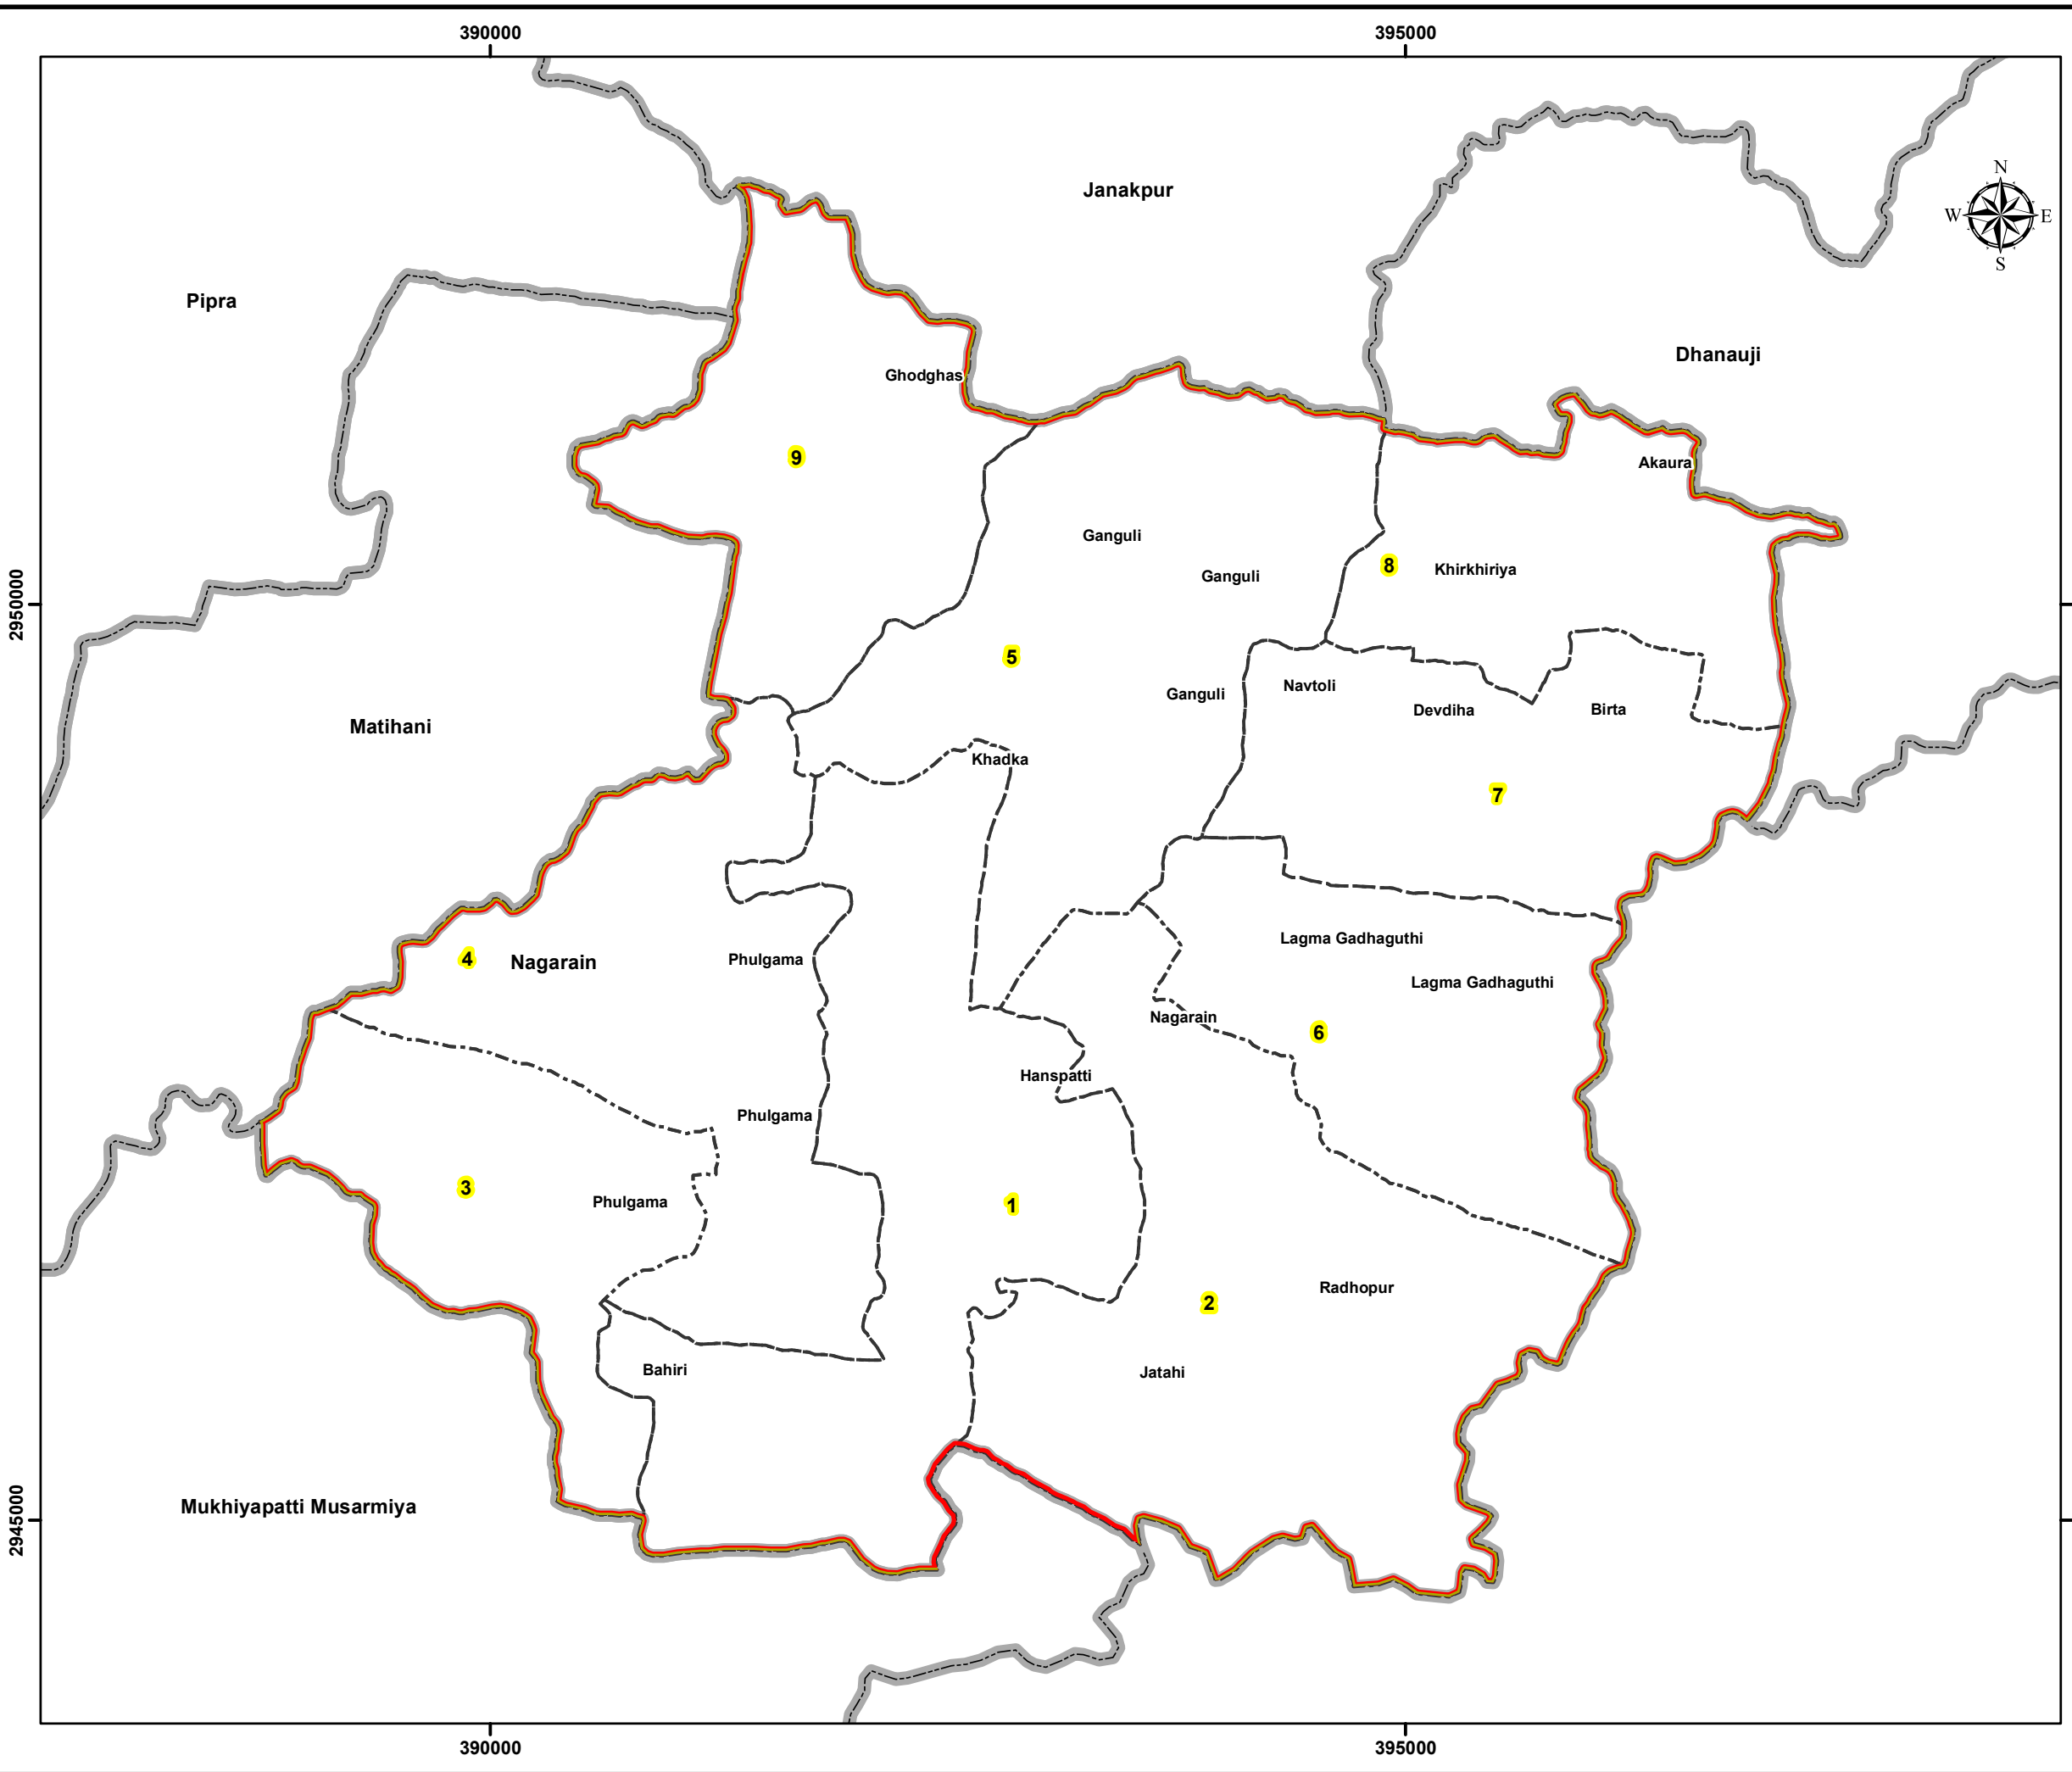 390000
395000
Janakpur
N
W
E
S
Pipra
Dhanauji
Ghodghas
9
Akaura
Ganguli
8
Khirkhiriya
Ganguli
2950000
5
Ganguli
Navtoli
Devdiha
Birta
Matihani
Khadka
7
Lagma Gadhaguthi
4
Nagarain
Phulgama
Lagma Gadhaguthi
Nagarain
6
Hanspatti
Phulgama
3
Phulgama
1
2
Radhopur
Bahiri
Jatahi
Mukhiyapatti Musarmiya
2945000
390000
395000